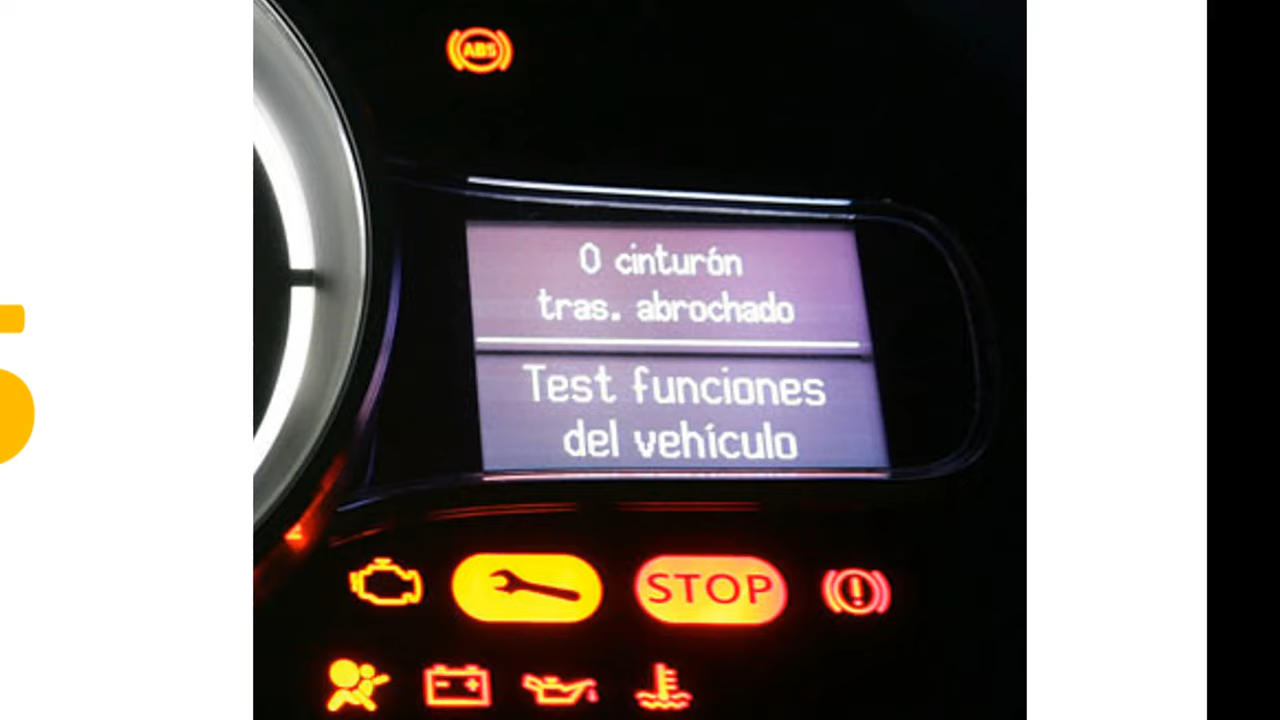 ABS
0 cinturón
tras. abrochado
Test funciones
del vehículo
STOP